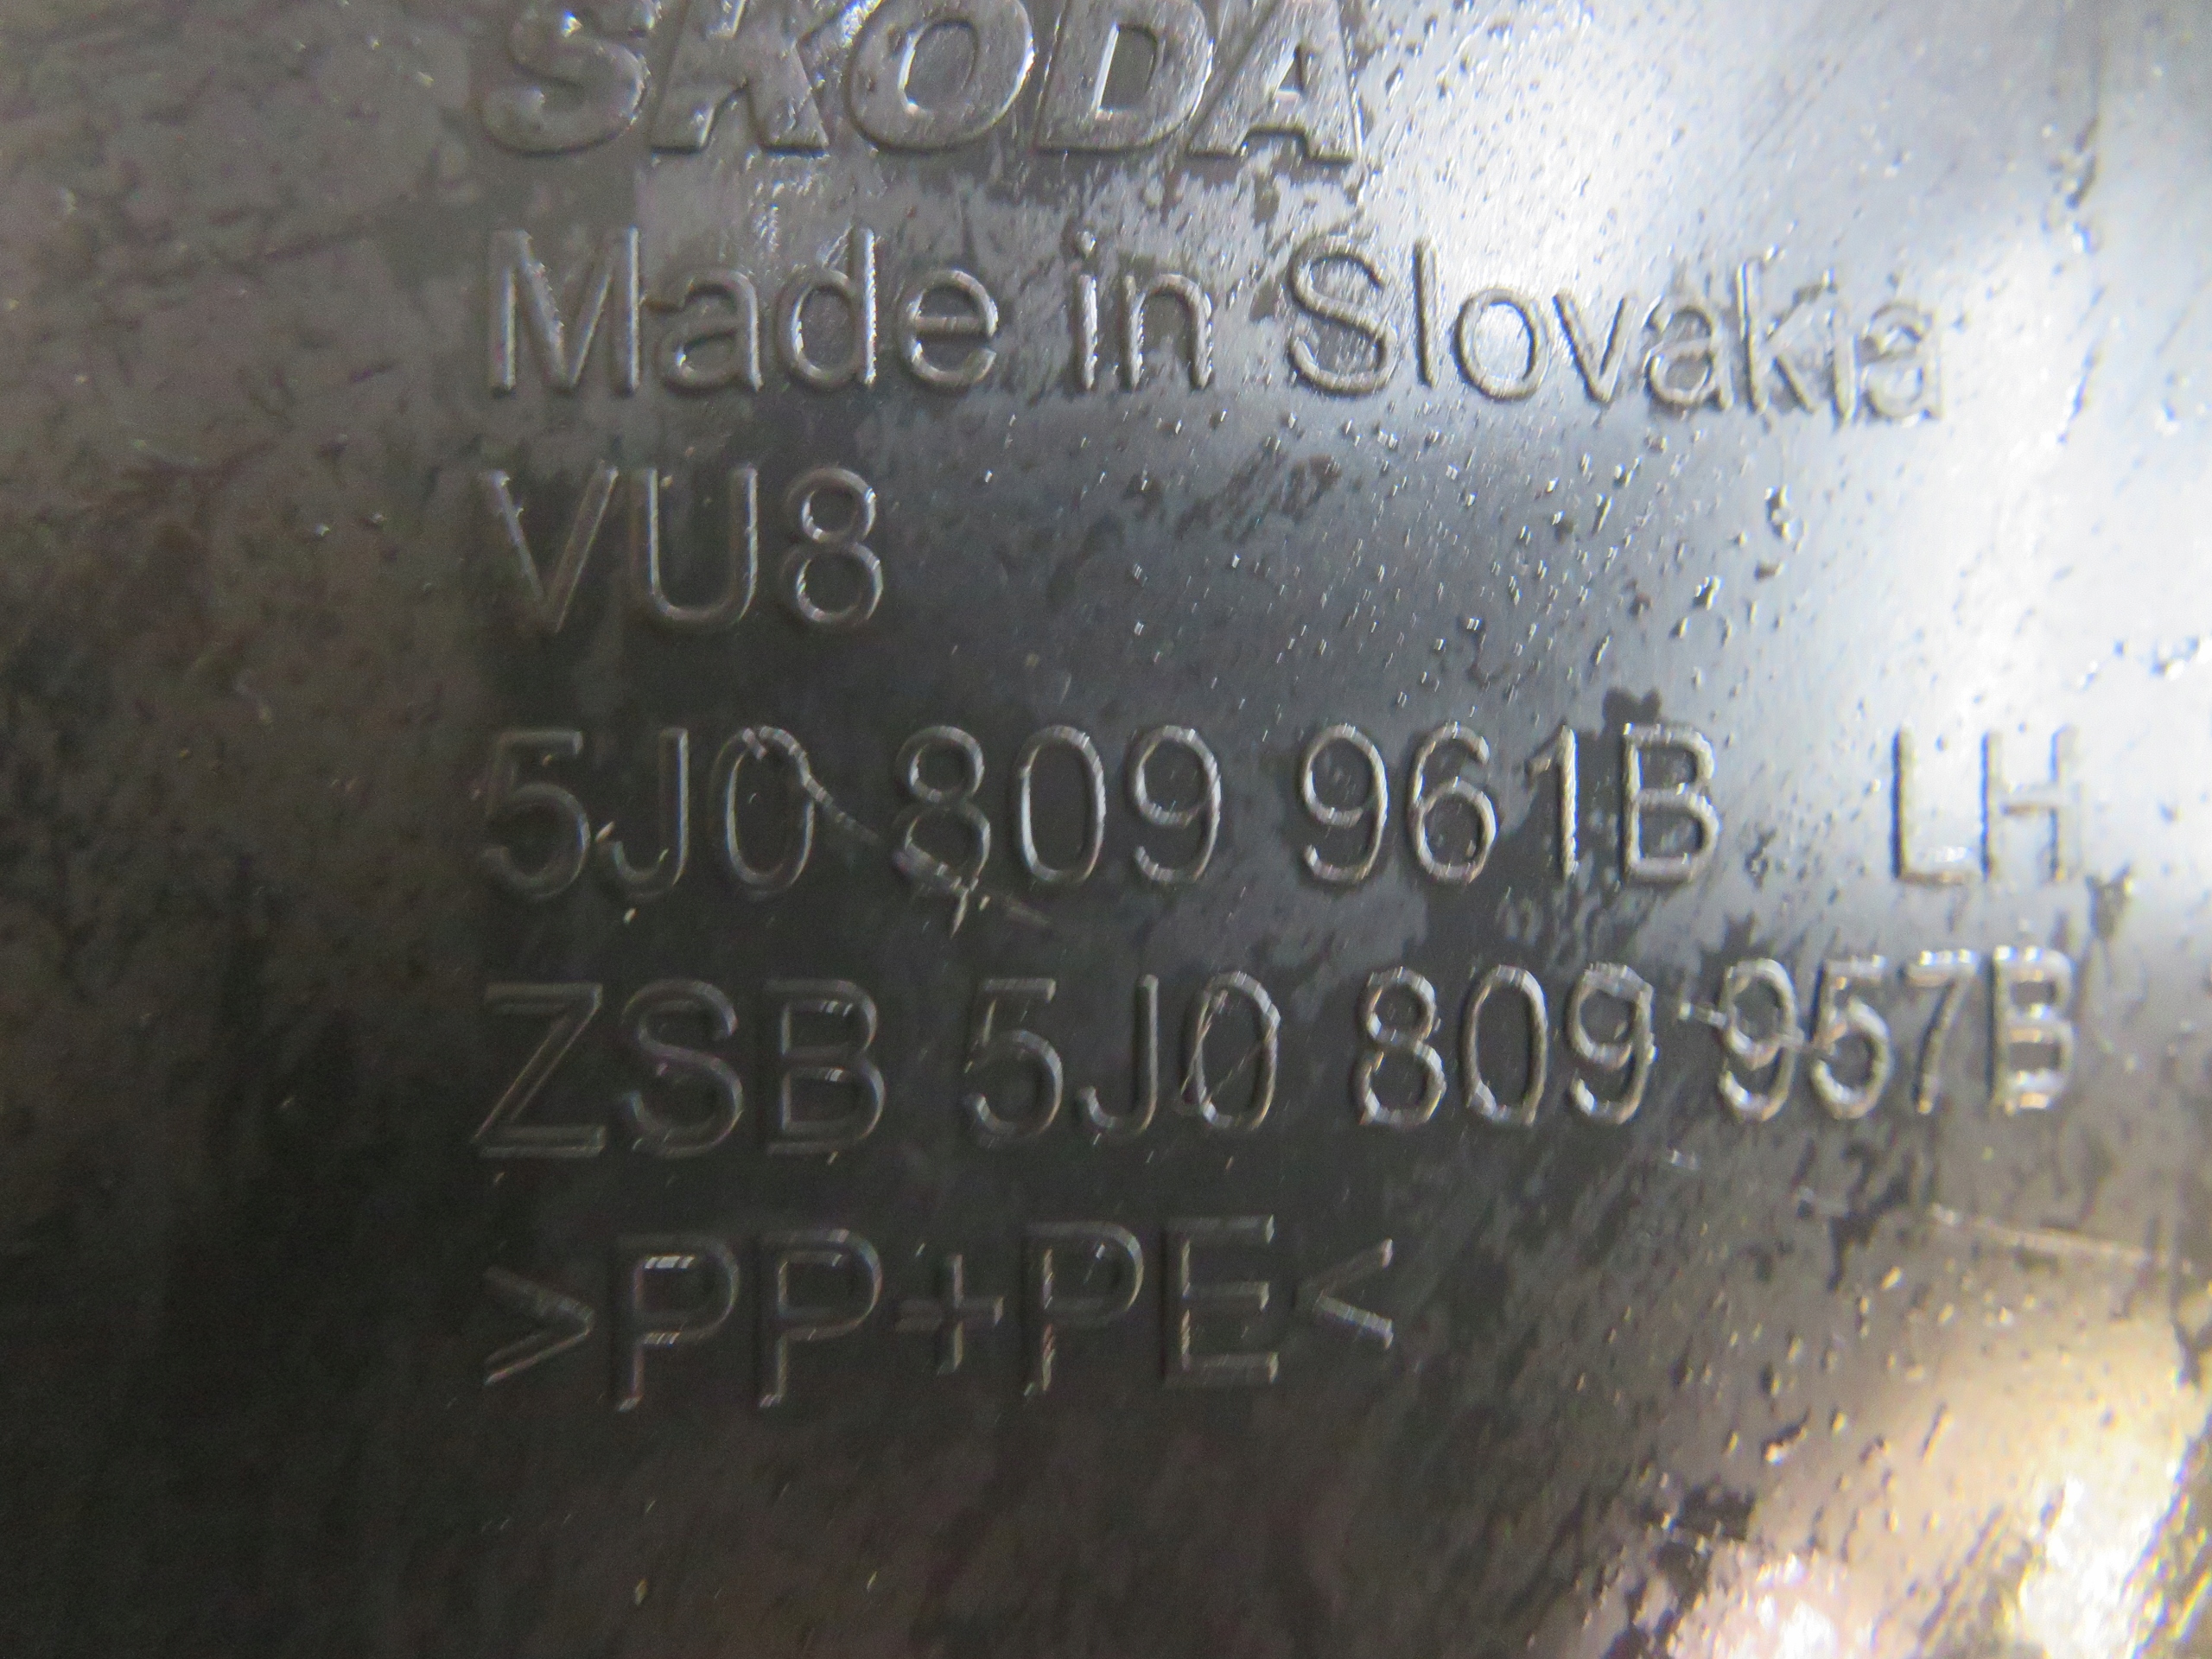 SKODA
Made in Slovakia
VU8
5J0 809 961B LH
ZSB 5J0 809 957B
>PP+PE<